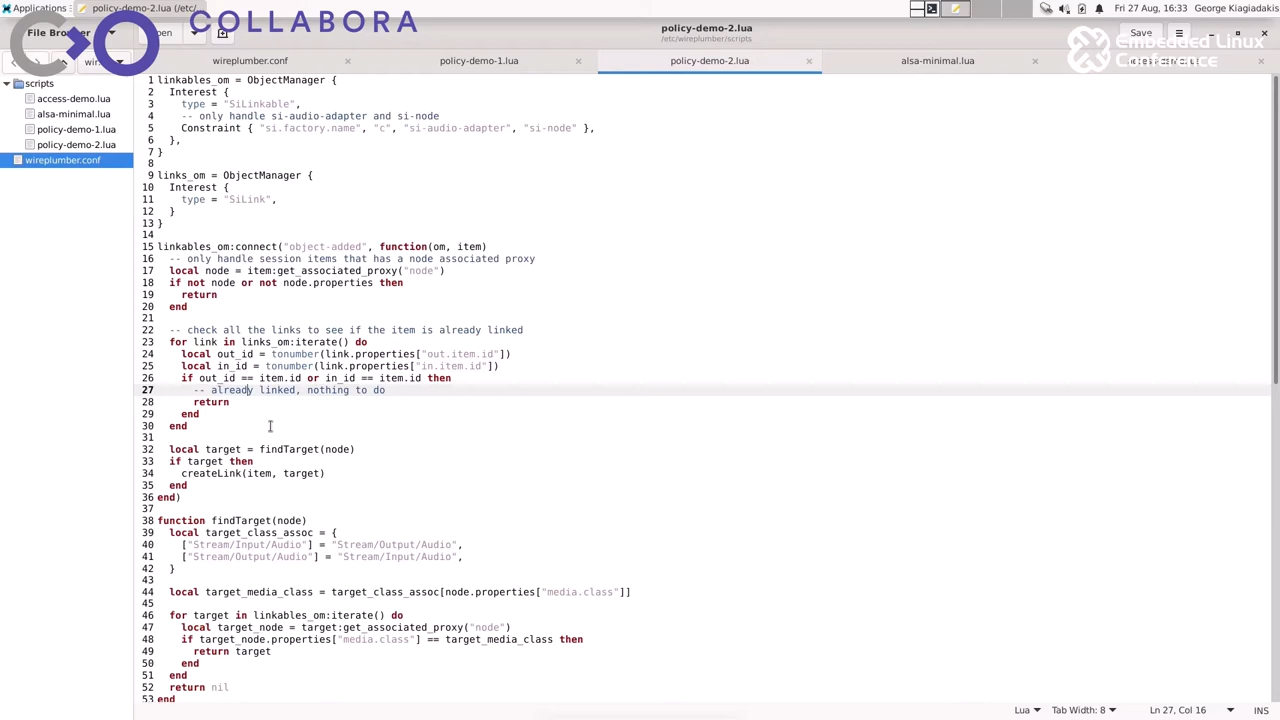 Applications
policy-demo-2.lua (/etc/
Fri 27 Aug, 16:33
George Kiagiadakis
COLLABORA
File Browser
pen
policy-demo-2.lua
/etc/wireplumber/scripts
Save
Embedded Linux
Conference
wir
wireplumber.conf
policy-demo-1.lua
policy-demo-2.lua
alsa-minimal.lua
scripts
access-demo.lua
alsa-minimal.lua
policy-demo-1.lua
policy-demo-2.lua
wireplumber.conf
1 linkables_om = ObjectManager {
2 Interest {
3 type = "SiLinkable",
4 -- only handle si-audio-adapter and si-node
5 Constraint { "si.factory.name", "c", "si-audio-adapter", "si-node" },
6 },
7 }
8
9 links_om = ObjectManager {
10 Interest {
11 type = "SiLink",
12 }
13 }
14
15 linkables_om:connect("object-added", function(om, item)
16 -- only handle session items that has a node associated proxy
17 local node = item:get_associated_proxy("node")
18 if not node or not node.properties then
19 return
20 end
21
22 -- check all the links to see if the item is already linked
23 for link in links_om:iterate() do
24 local out_id = tonumber(link.properties["out.item.id"])
25 local in_id = tonumber(link.properties["in.item.id"])
26 if out_id == item.id or in_id == item.id then
27 -- already linked, nothing to do
28 return
29 end
30 end
31
32 local target = findTarget(node)
33 if target then
34 createLink(item, target)
35 end
36 end)
37
38 function findTarget(node)
39 local target_class_assoc = {
40 ["Stream/Input/Audio"] = "Stream/Output/Audio",
41 ["Stream/Output/Audio"] = "Stream/Input/Audio",
42 }
43
44 local target_media_class = target_class_assoc[node.properties["media.class"]]
45
46 for target in linkables_om:iterate() do
47 local target_node = target:get_associated_proxy("node")
48 if target_node.properties["media.class"] == target_media_class then
49 return target
50 end
51 end
52 return nil
53 end
Lua
Tab Width: 8
Ln 27, Col 16
INS